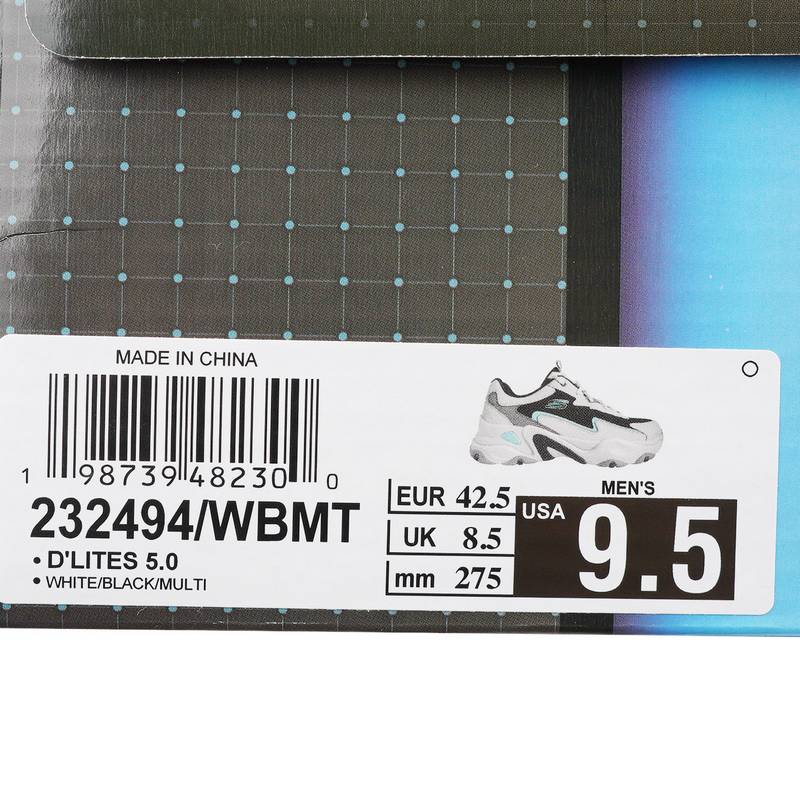 MADE IN CHINA
1 98739 48230 0
232494/WBMT
• D'LITES 5.0
• WHITE/BLACK/MULTI
EUR 42.5
UK 8.5
mm 275
MEN'S
USA 9.5